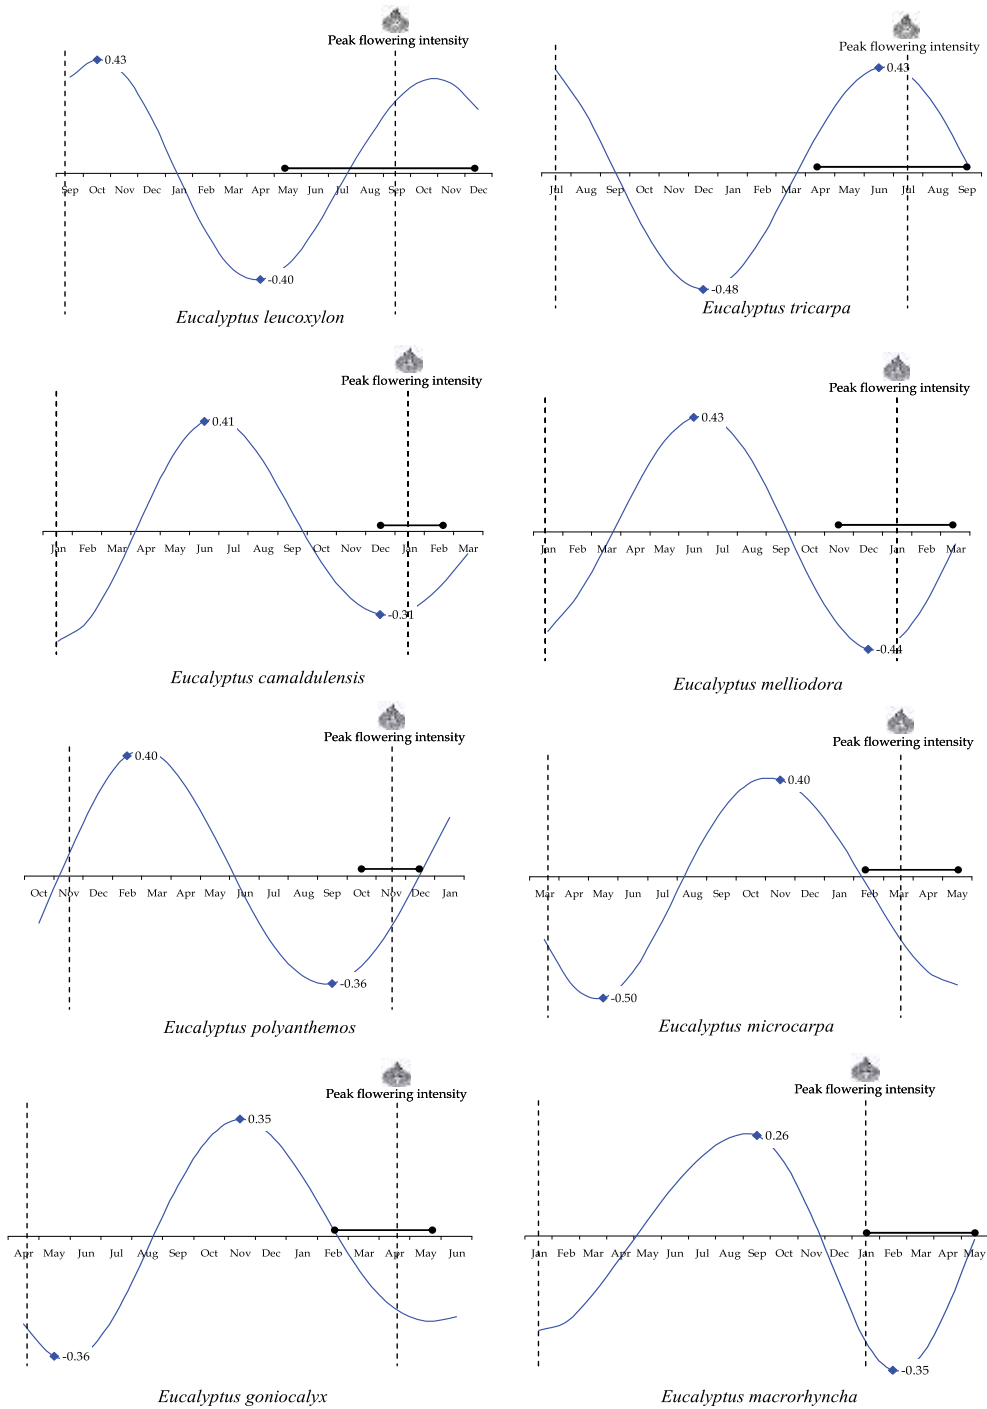 Peak flowering intensity
0.43
Sep Oct Nov Dec Jan Feb Mar Apr May Jun Jul Aug Sep Oct Nov Dec
-0.40
Eucalyptus leucoxylon
Peak flowering intensity
0.43
Jul Aug Sep Oct Nov Dec Jan Feb Mar Apr May Jun Jul Aug Sep
-0.48
Eucalyptus tricarpa
Peak flowering intensity
0.41
Jan Feb Mar Apr May Jun Jul Aug Sep Oct Nov Dec Jan Feb Mar
-0.31
Eucalyptus camaldulensis
Peak flowering intensity
0.43
Jan Feb Mar Apr May Jun Jul Aug Sep Oct Nov Dec Jan Feb Mar
-0.44
Eucalyptus melliodora
Peak flowering intensity
0.40
Oct Nov Dec Feb Mar Apr May Jun Jul Aug Sep Oct Nov Dec Jan
-0.36
Eucalyptus polyanthemos
Peak flowering intensity
0.40
Mar Apr May Jun Jul Aug Sep Oct Nov Dec Jan Feb Mar Apr May
-0.50
Eucalyptus microcarpa
Peak flowering intensity
0.35
Apr May Jun Jul Aug Sep Oct Nov Dec Jan Feb Mar Apr May Jun
-0.36
Eucalyptus goniocalyx
Peak flowering intensity
0.26
Jan Feb Mar Apr May Jun Jul Aug Sep Oct Nov Dec Jan Feb Mar Apr May
-0.35
Eucalyptus macrorhyncha